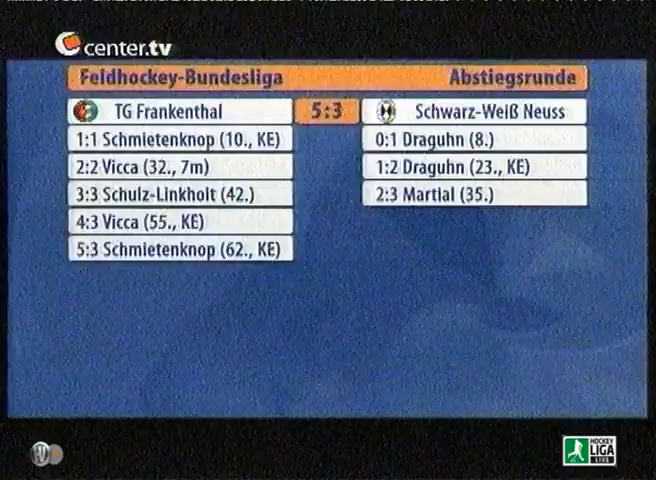 center.tv
Feldhockey-Bundesliga Abstiegsrunde
TG Frankenthal 5:3 Schwarz-Weiß Neuss
1:1 Schmietenknop (10., KE) 0:1 Draguhn (8.)
2:2 Vicca (32., 7m) 1:2 Draguhn (23., KE)
3:3 Schulz-Linkholt (42.) 2:3 Martial (35.)
4:3 Vicca (55., KE)
5:3 Schmietenknop (62., KE)
HOCKEY
LIGA
LIVE